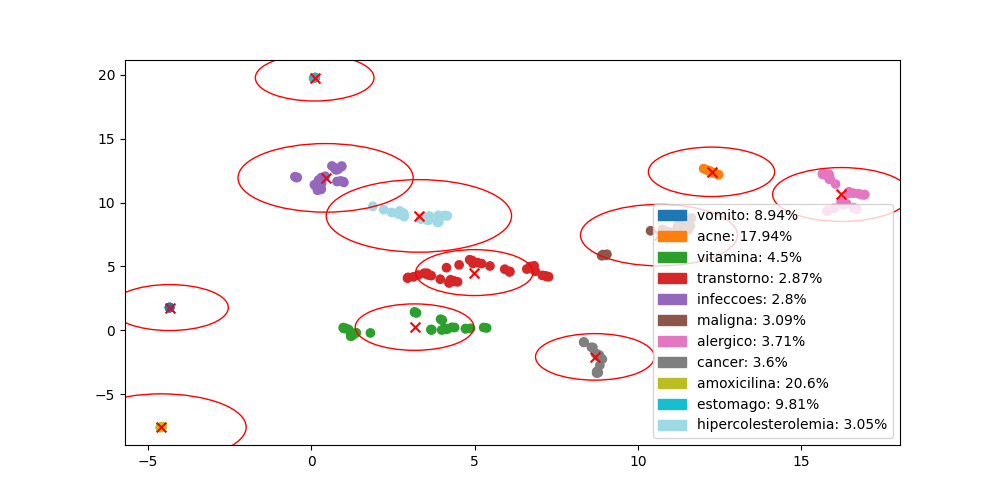 20
15
10
5
0
−5
−5
0
5
10
15
vomito: 8.94%
acne: 17.94%
vitamina: 4.5%
transtorno: 2.87%
infeccoes: 2.8%
maligna: 3.09%
alergico: 3.71%
cancer: 3.6%
amoxicilina: 20.6%
estomago: 9.81%
hipercolesterolemia: 3.05%